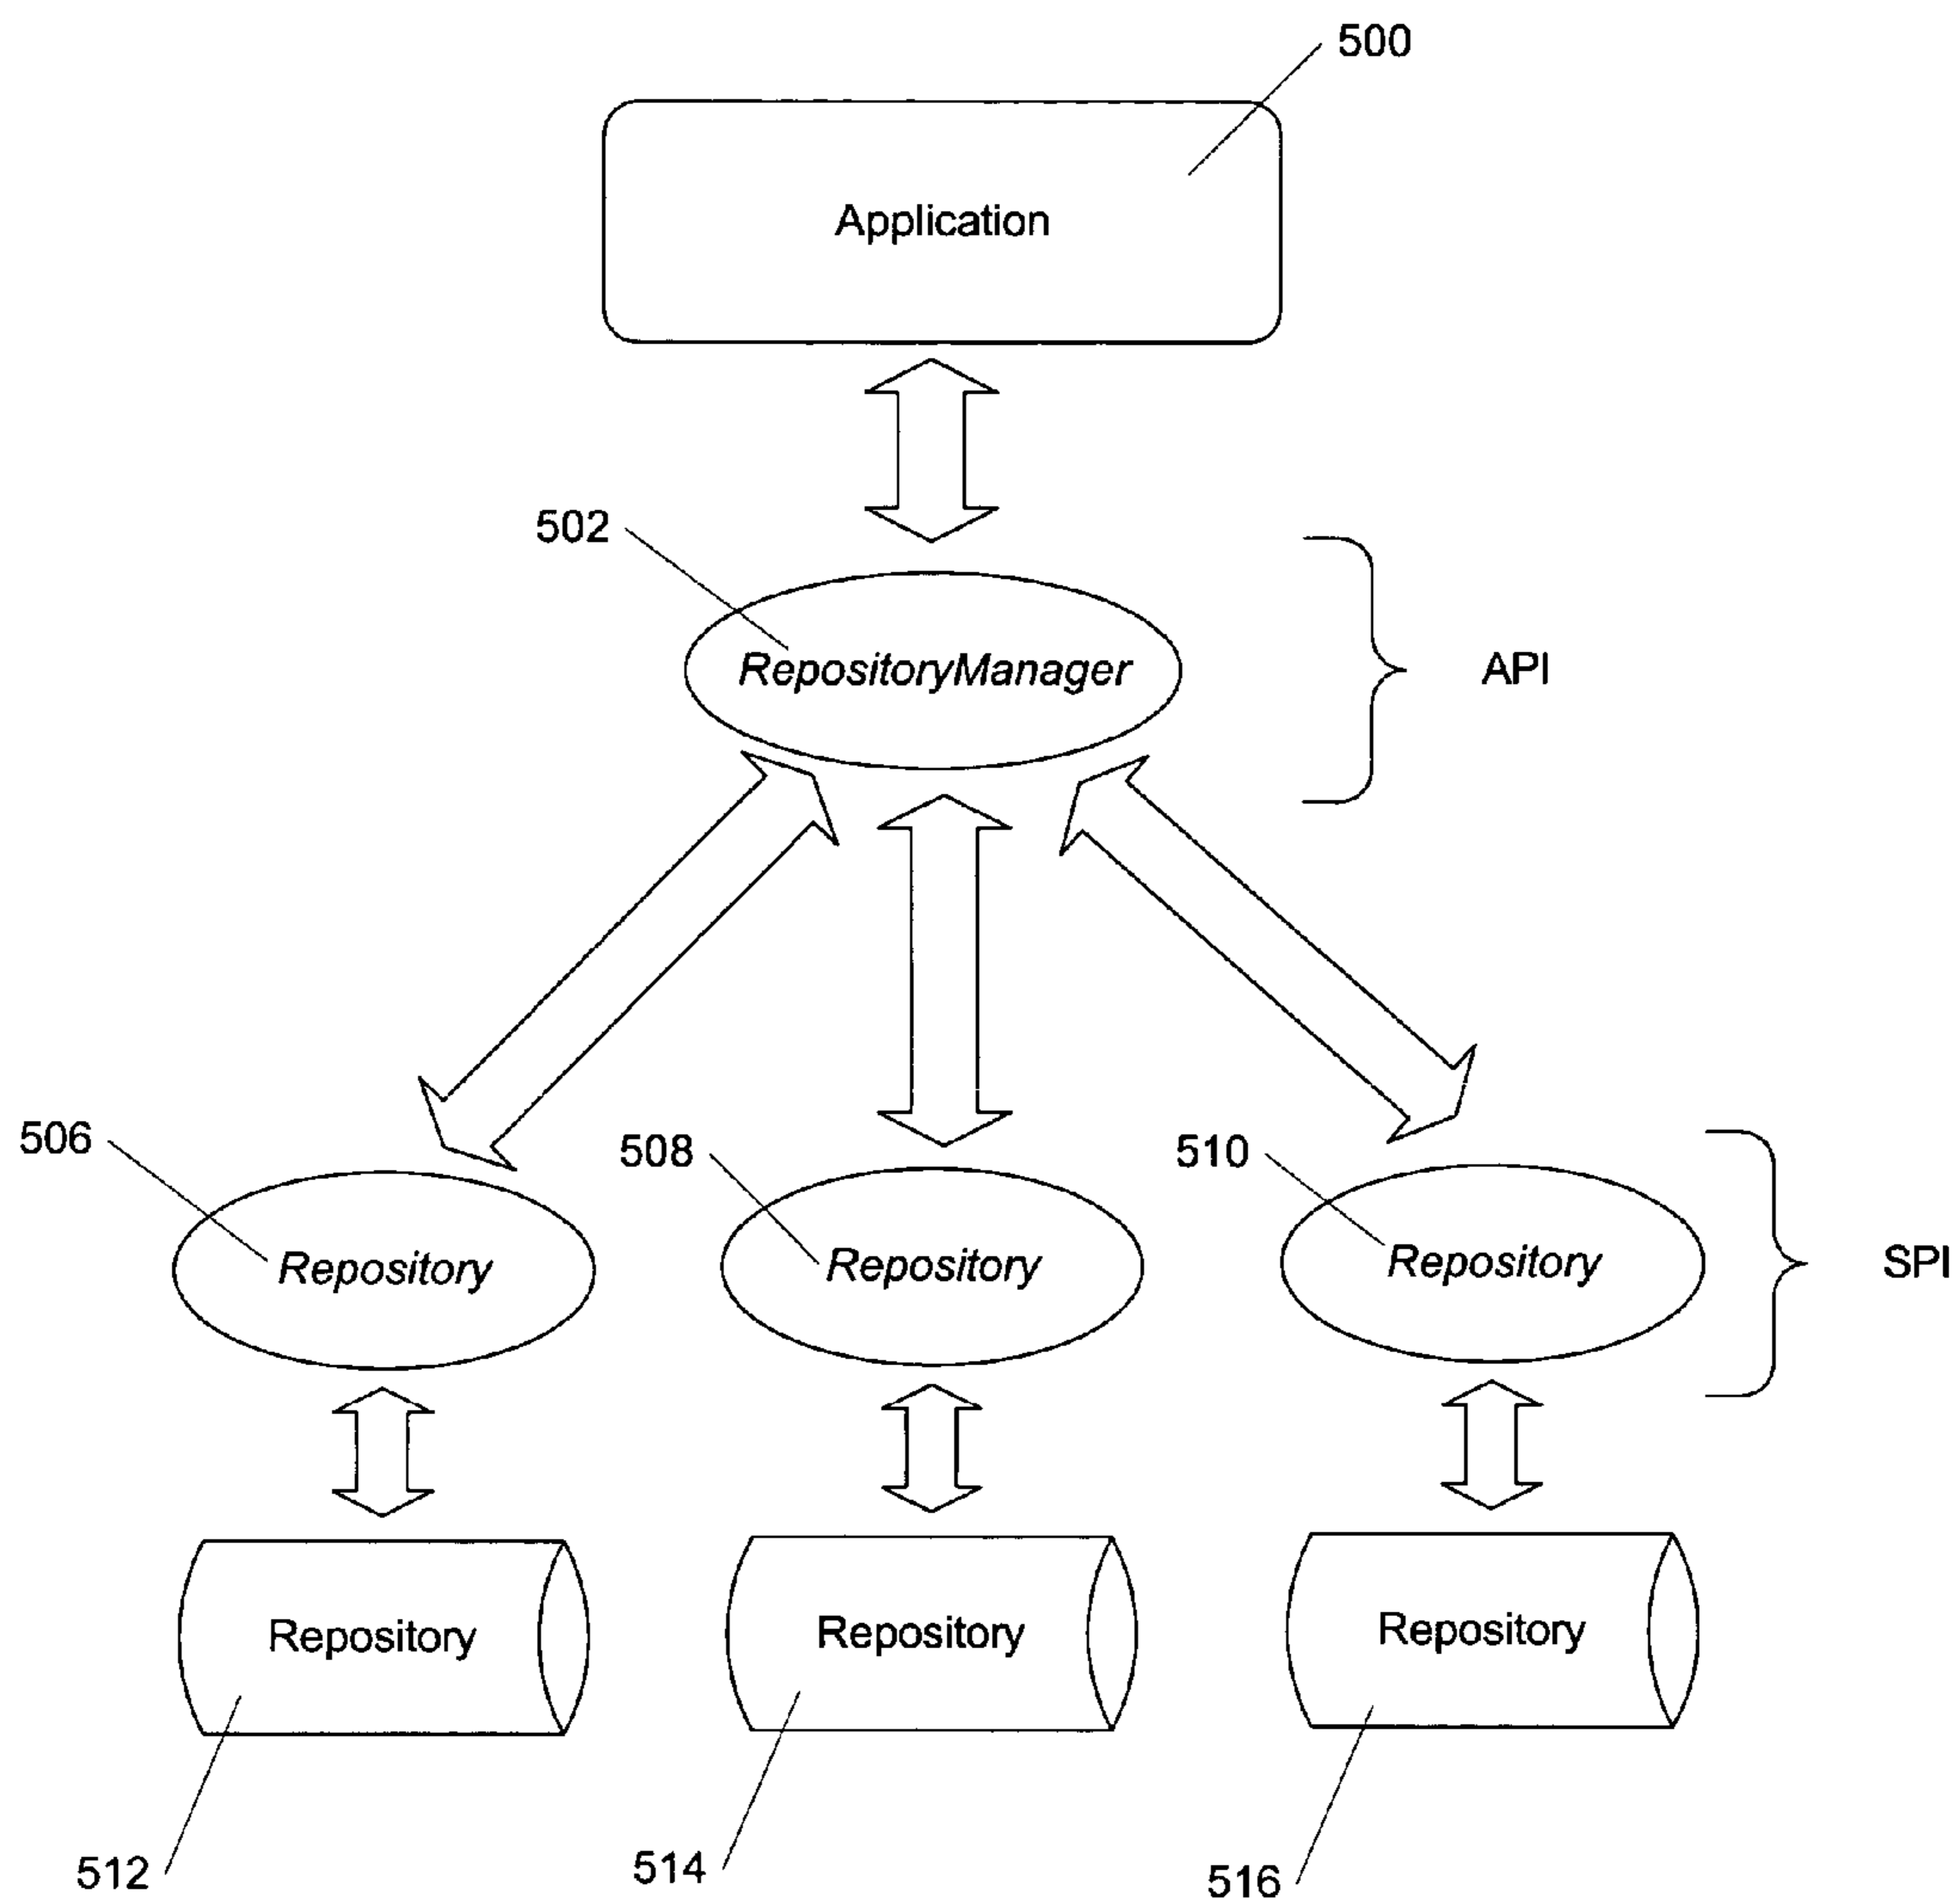 500
Application
502
RepositoryManager
API
506
508
510
Repository
Repository
Repository
SPI
Repository
Repository
Repository
512
514
516